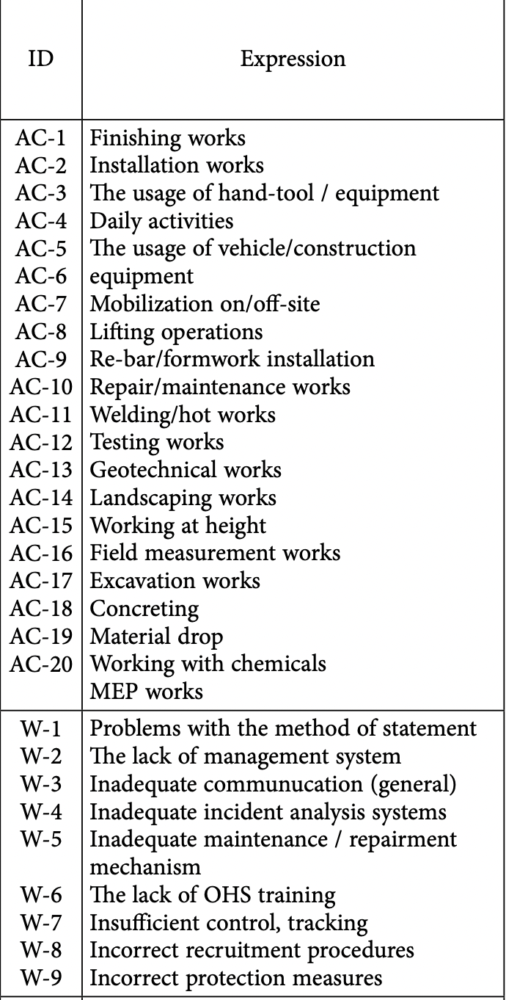 ID Expression
AC-1 Finishing works
AC-2 Installation works
AC-3 The usage of hand-tool / equipment
AC-4 Daily activities
AC-5 The usage of vehicle/construction
AC-6 equipment
AC-7 Mobilization on/off-site
AC-8 Lifting operations
AC-9 Re-bar/formwork installation
AC-10 Repair/maintenance works
AC-11 Welding/hot works
AC-12 Testing works
AC-13 Geotechnical works
AC-14 Landscaping works
AC-15 Working at height
AC-16 Field measurement works
AC-17 Excavation works
AC-18 Concreting
AC-19 Material drop
AC-20 Working with chemicals
MEP works
W-1 Problems with the method of statement
W-2 The lack of management system
W-3 Inadequate communucation (general)
W-4 Inadequate incident analysis systems
W-5 Inadequate maintenance / repairment
mechanism
W-6 The lack of OHS training
W-7 Insufficient control, tracking
W-8 Incorrect recruitment procedures
W-9 Incorrect protection measures